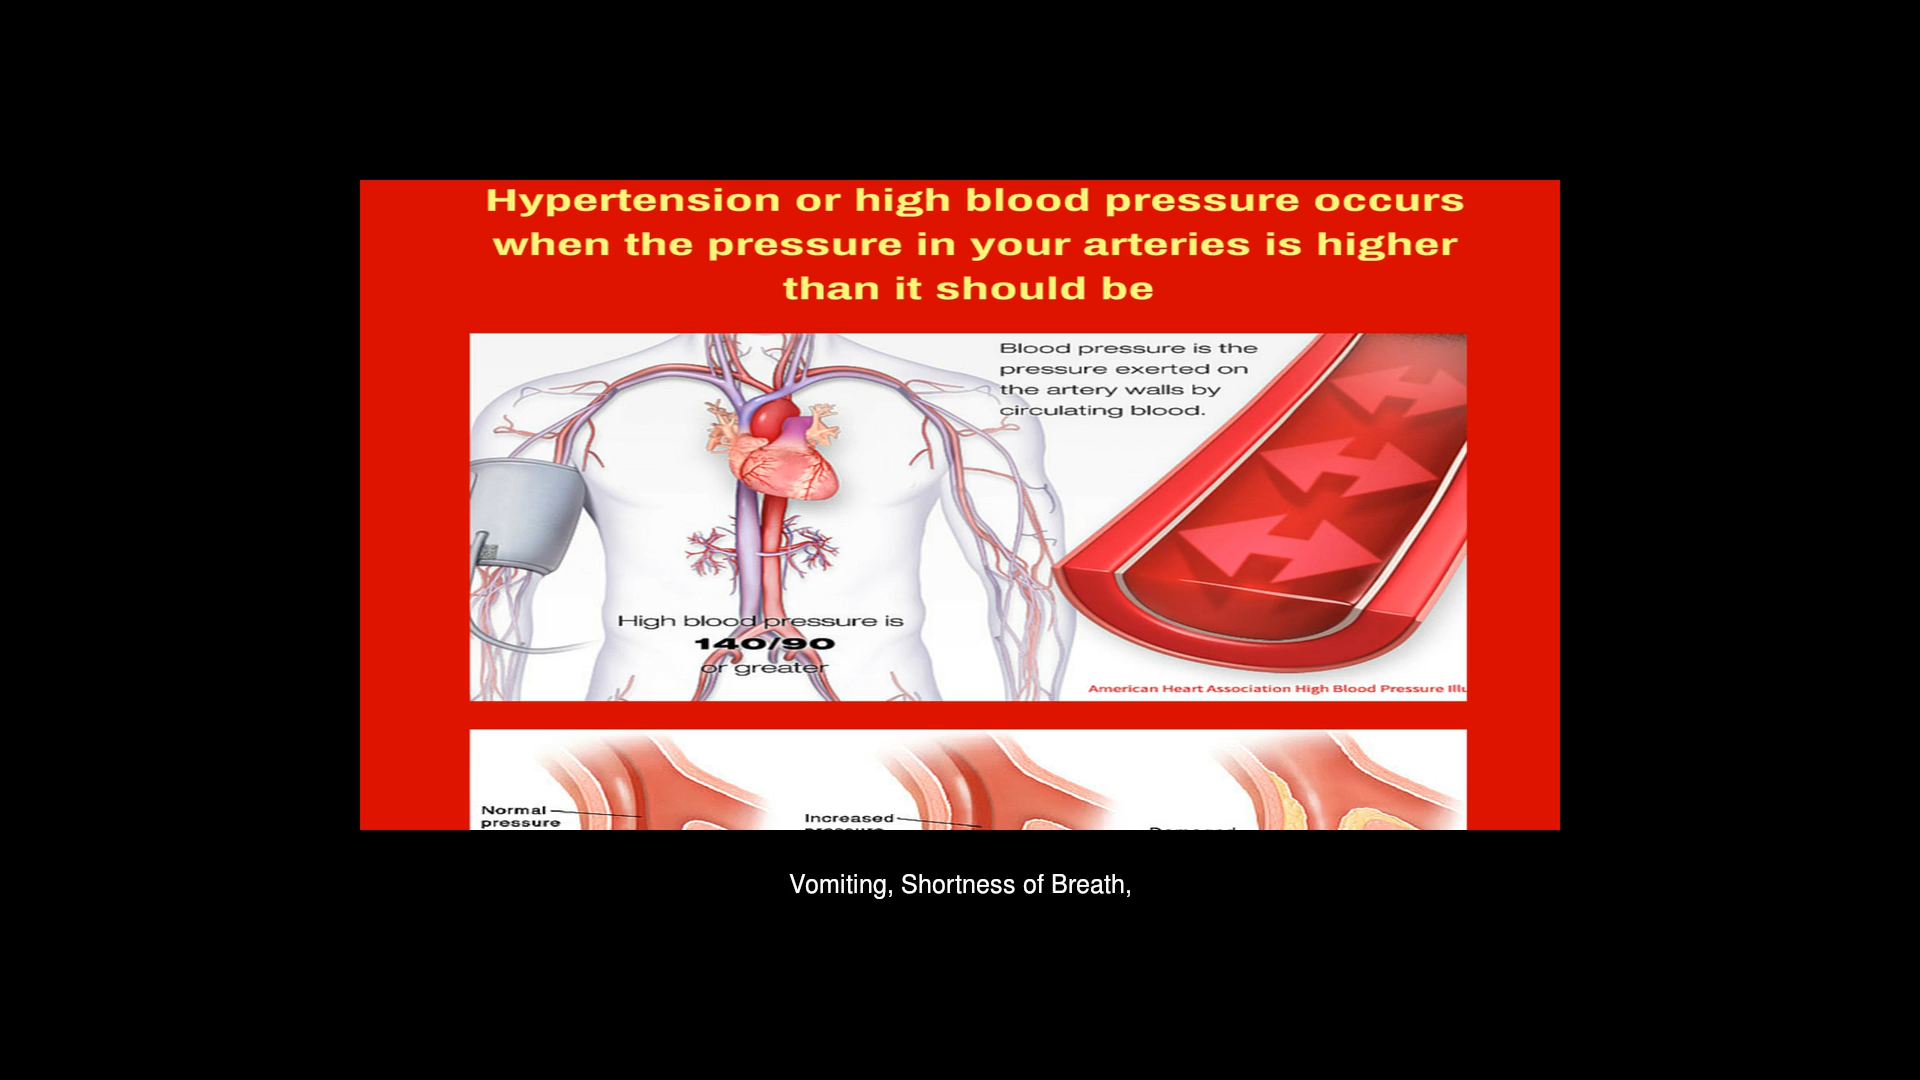 Hypertension or high blood pressure occurs
when the pressure in your arteries is higher
than it should be
Blood pressure is the
pressure exerted on
the artery walls by
circulating blood.
High blood pressure is
140/90
or greater
American Heart Association High Blood Pressure
Normal
pressure
Increased
Vomiting, Shortness of Breath,